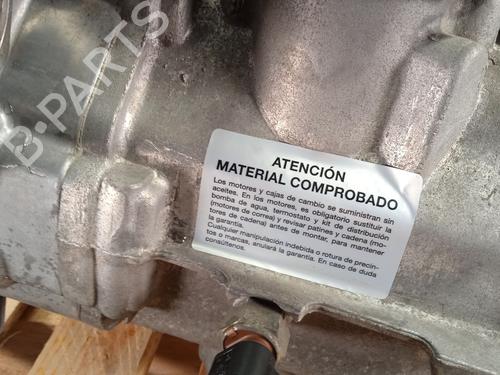 B-PARTS
ATENCIÓN
MATERIAL COMPROBADO
Los motores y cajas de cambio se suministran sin
aceites. En los motores, es obligatorio sustituir la
bomba de agua, termostato y kit de distribución
(motores de correa) y revisar patines y cadena (mo-
tores de cadena) antes de montar, para mantener
la garantía.
Cualquier manipulación indebida o rotura de precin-
tos o marcas, anulará la garantía. En caso de duda
consúltenos.